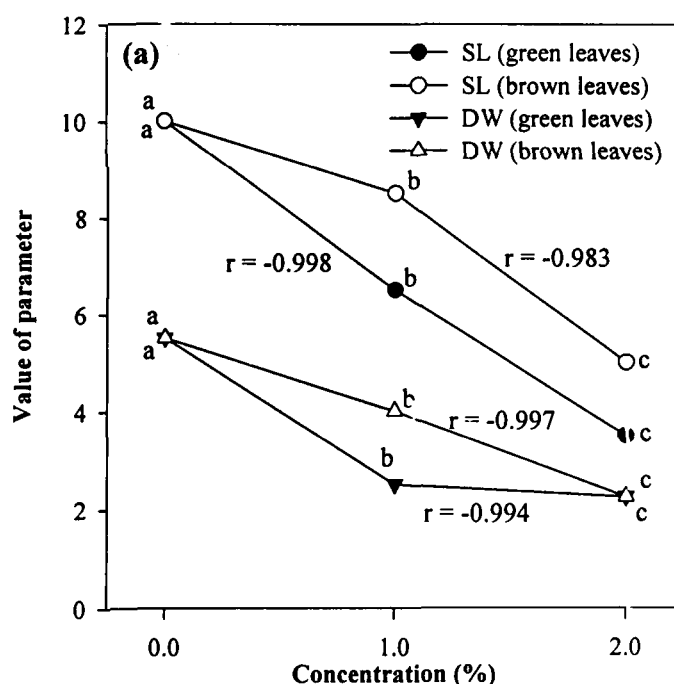 (a)
SL (green leaves)
SL (brown leaves)
DW (green leaves)
DW (brown leaves)
Value of parameter
12
10
8
6
4
2
0
a
a
b
r = -0.983
r = -0.998
b
c
c
a
a
b
r = -0.997
b
c
c
r = -0.994
0.0
1.0
2.0
Concentration (%)